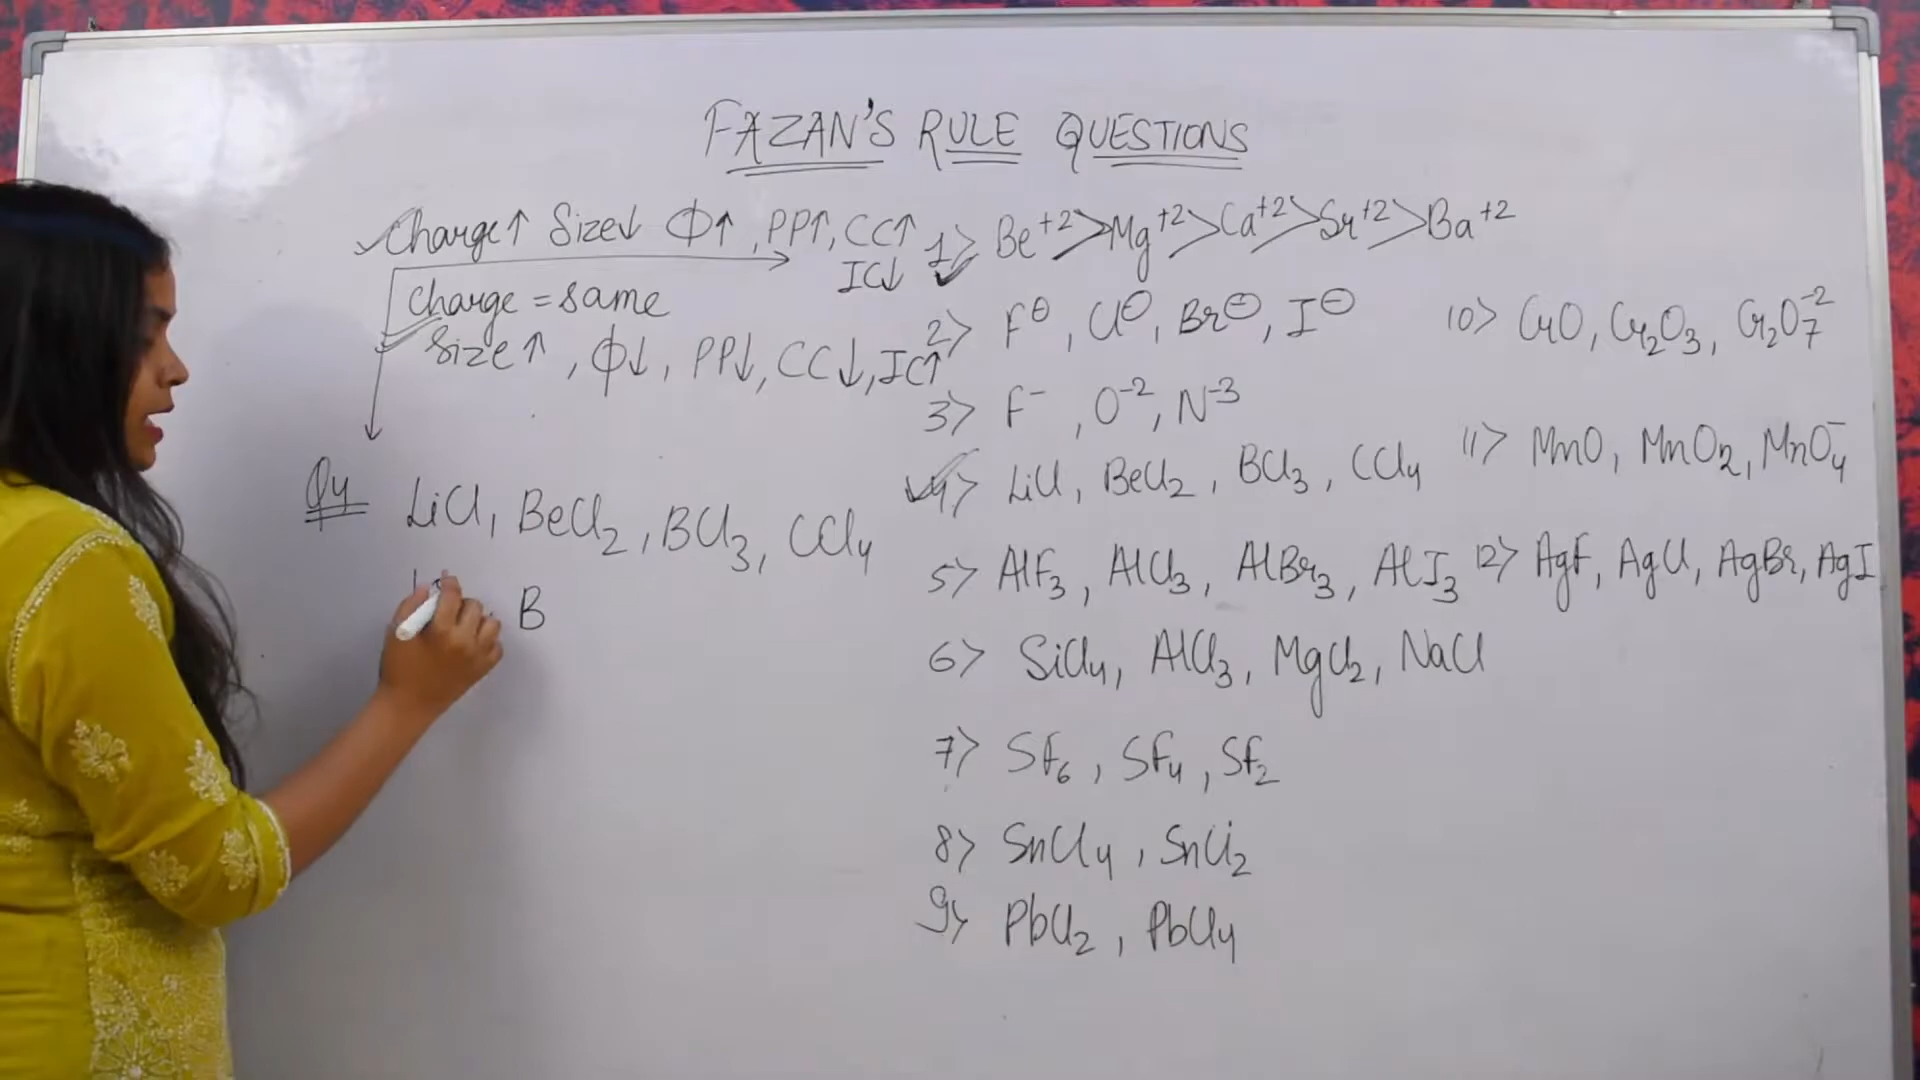 FAZAN'S RULE QUESTIONS
Charge↑ Size↓ Φ↑, PP↑, CC↑
IC↓
Charge = same
Size↑, Φ↓, PP↓, CC↓, IC↑
Q4 LiCl, BeCl₂, BCl₃, CCl₄
B
1> Be⁺² > Mg⁺² > Ca⁺² > Sr⁺² > Ba⁺²
2> F⊖, Cl⊖, Br⊖, I⊖
3> F⁻, O⁻², N⁻³
4> LiCl, BeCl₂, BCl₃, CCl₄
5> AlF₃, AlCl₃, AlBr₃, AlI₃
6> SiCl₄, AlCl₃, MgCl₂, NaCl
7> SF₆, SF₄, SF₂
8> SnCl₄, SnCl₂
9> PbCl₂, PbCl₄
10> CrO, Cr₂O₃, Cr₂O₇⁻²
11> MnO, MnO₂, MnO₄⁻
12> AgF, AgCl, AgBr, AgI